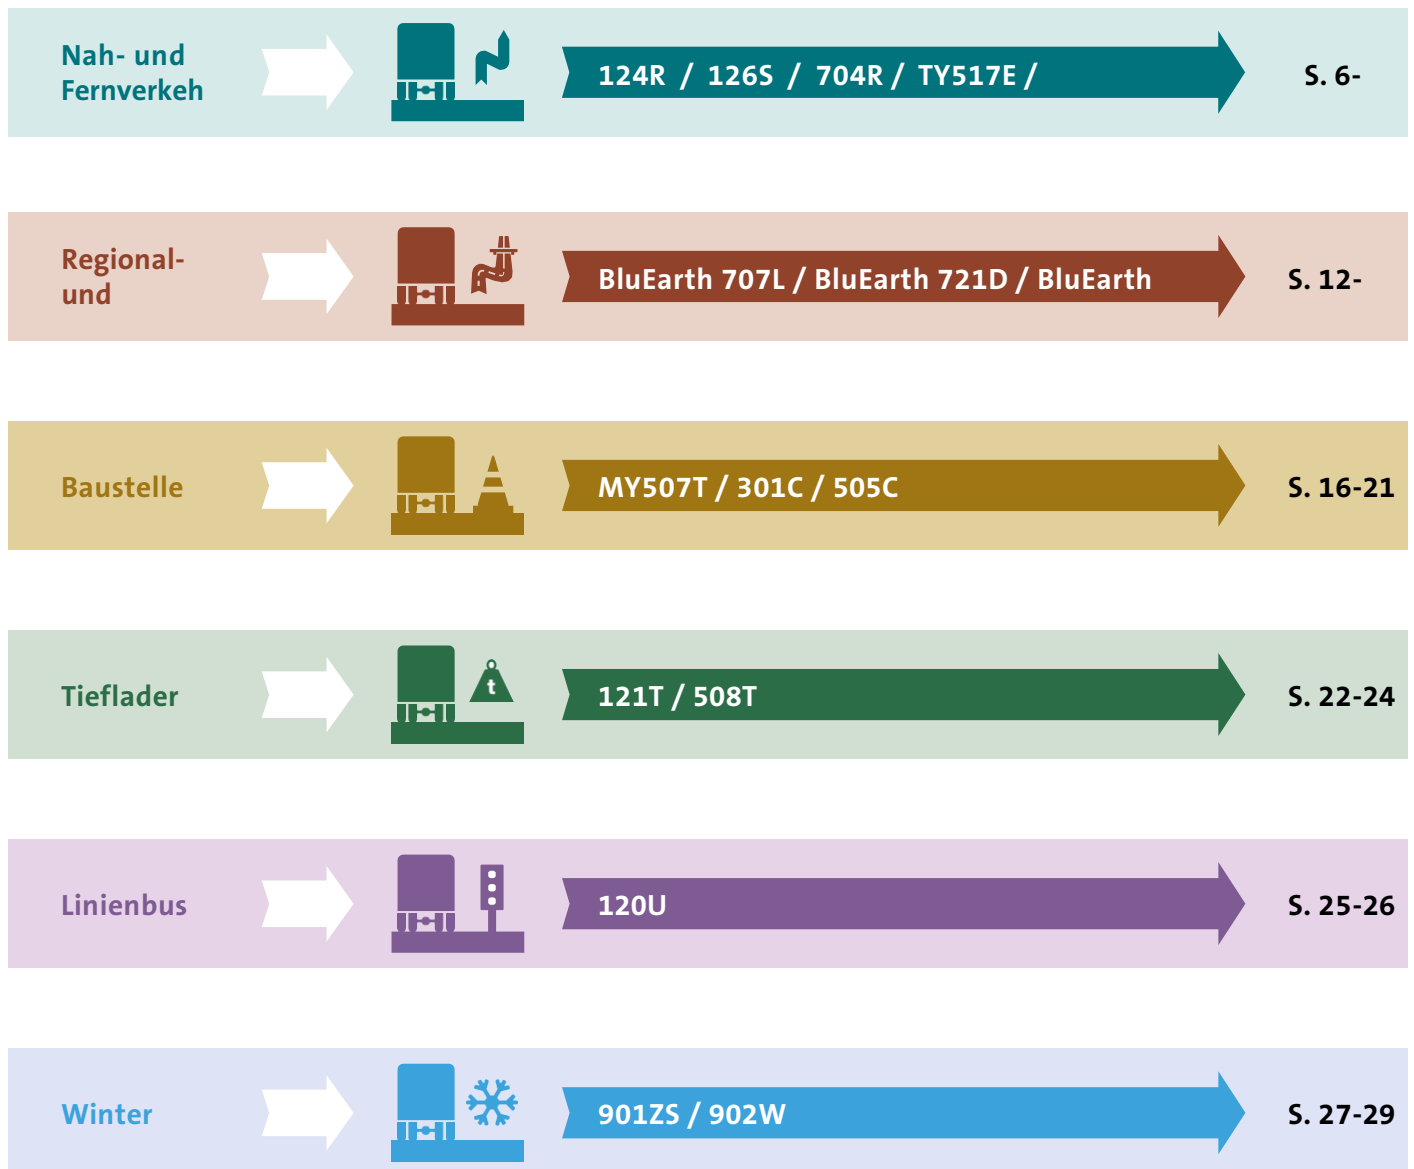 Nah- und
Fernverkeh
124R / 126S / 704R / TY517E /
S. 6-
Regional-
und
BluEarth 707L / BluEarth 721D / BluEarth
S. 12-
Baustelle
MY507T / 301C / 505C
S. 16-21
Tieflader
t
121T / 508T
S. 22-24
Linienbus
120U
S. 25-26
Winter
901ZS / 902W
S. 27-29